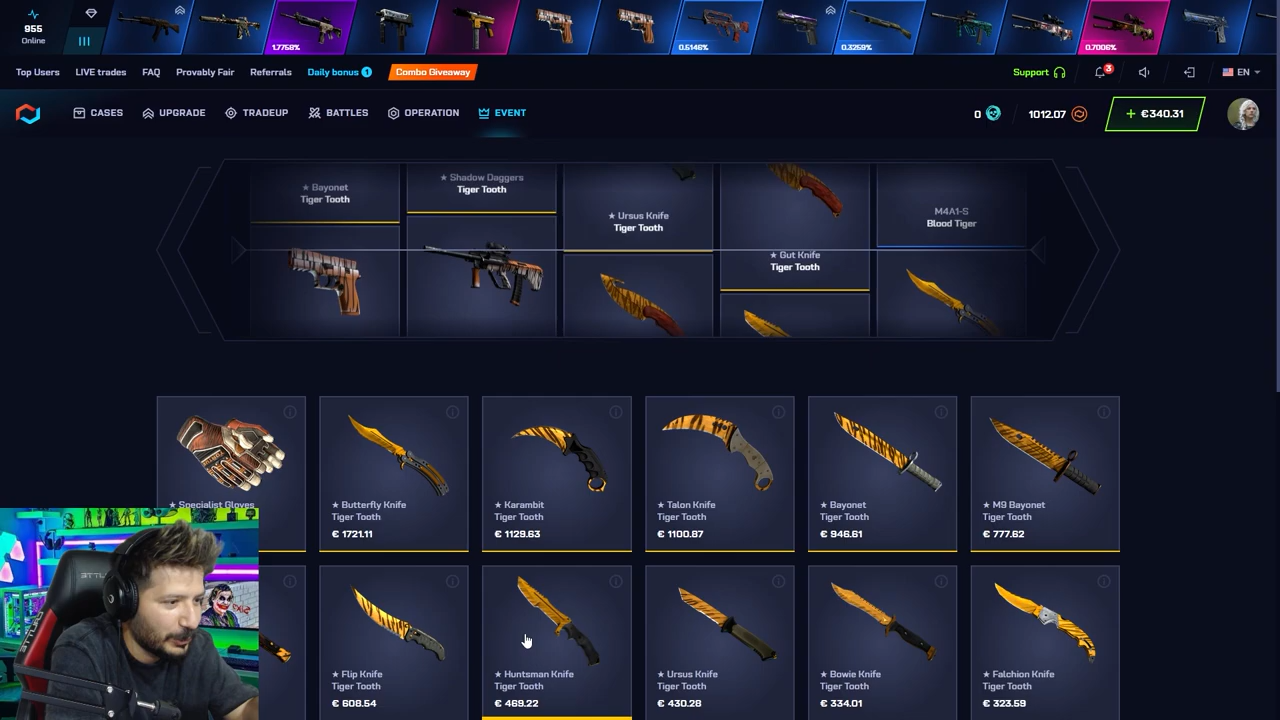 955
Online
1.7758%
0.5146%
0.3259%
0.7006%
Top Users
LIVE trades
FAQ
Provably Fair
Referrals
Daily bonus 1
Combo Giveaway
Support
3
EN
CASES
UPGRADE
TRADEUP
BATTLES
OPERATION
EVENT
0
1012.07
+ €340.31
★ Bayonet
Tiger Tooth
★ Shadow Daggers
Tiger Tooth
★ Ursus Knife
Tiger Tooth
★ Gut Knife
Tiger Tooth
M4A1-S
Blood Tiger
★ Specialist Gloves
★ Butterfly Knife
Tiger Tooth
€ 1721.11
★ Karambit
Tiger Tooth
€ 1129.63
★ Talon Knife
Tiger Tooth
€ 1100.87
★ Bayonet
Tiger Tooth
€ 946.61
★ M9 Bayonet
Tiger Tooth
€ 777.62
★ Flip Knife
Tiger Tooth
€ 608.54
★ Huntsman Knife
Tiger Tooth
€ 469.22
★ Ursus Knife
Tiger Tooth
€ 430.28
★ Bowie Knife
Tiger Tooth
€ 334.01
★ Falchion Knife
Tiger Tooth
€ 323.59